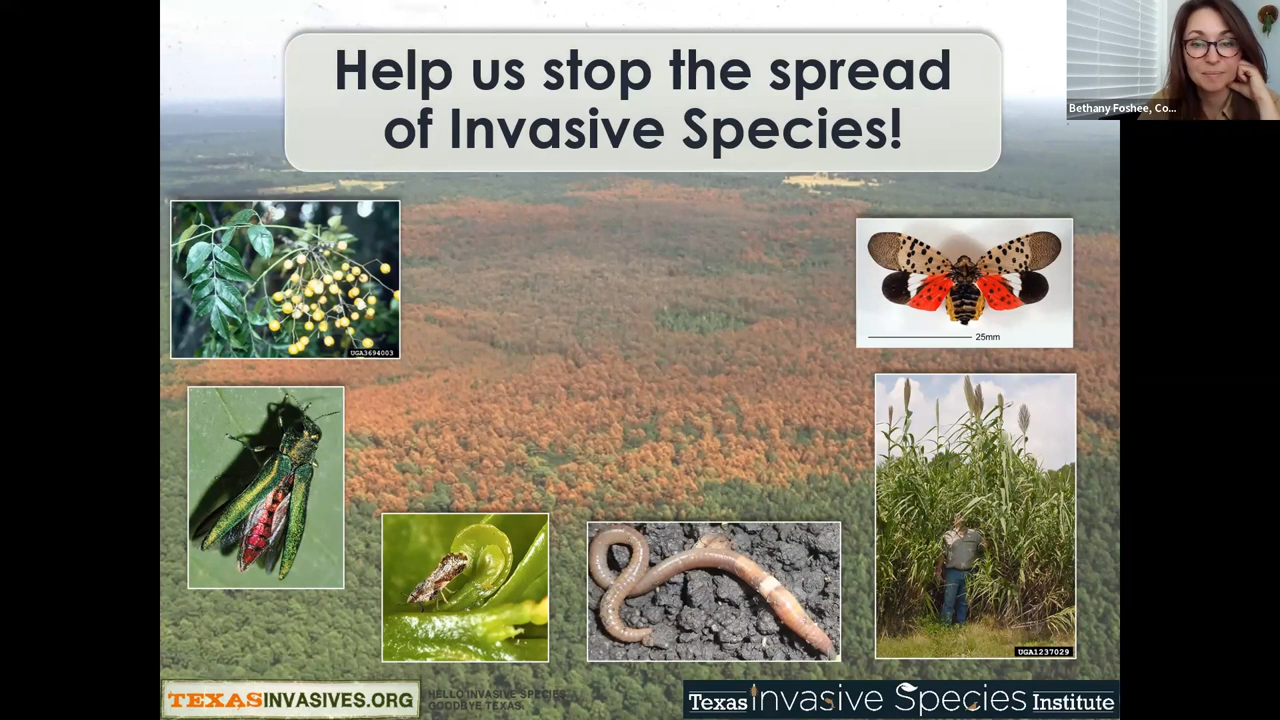 Help us stop the spread
of Invasive Species!
Bethany Foshee, Co...
UGA3694003
25mm
UGA1237029
TEXASINVASIVES.ORG
HELLO INVASIVE SPECIES
GOODBYE TEXAS.
Texas Invasive Species Institute